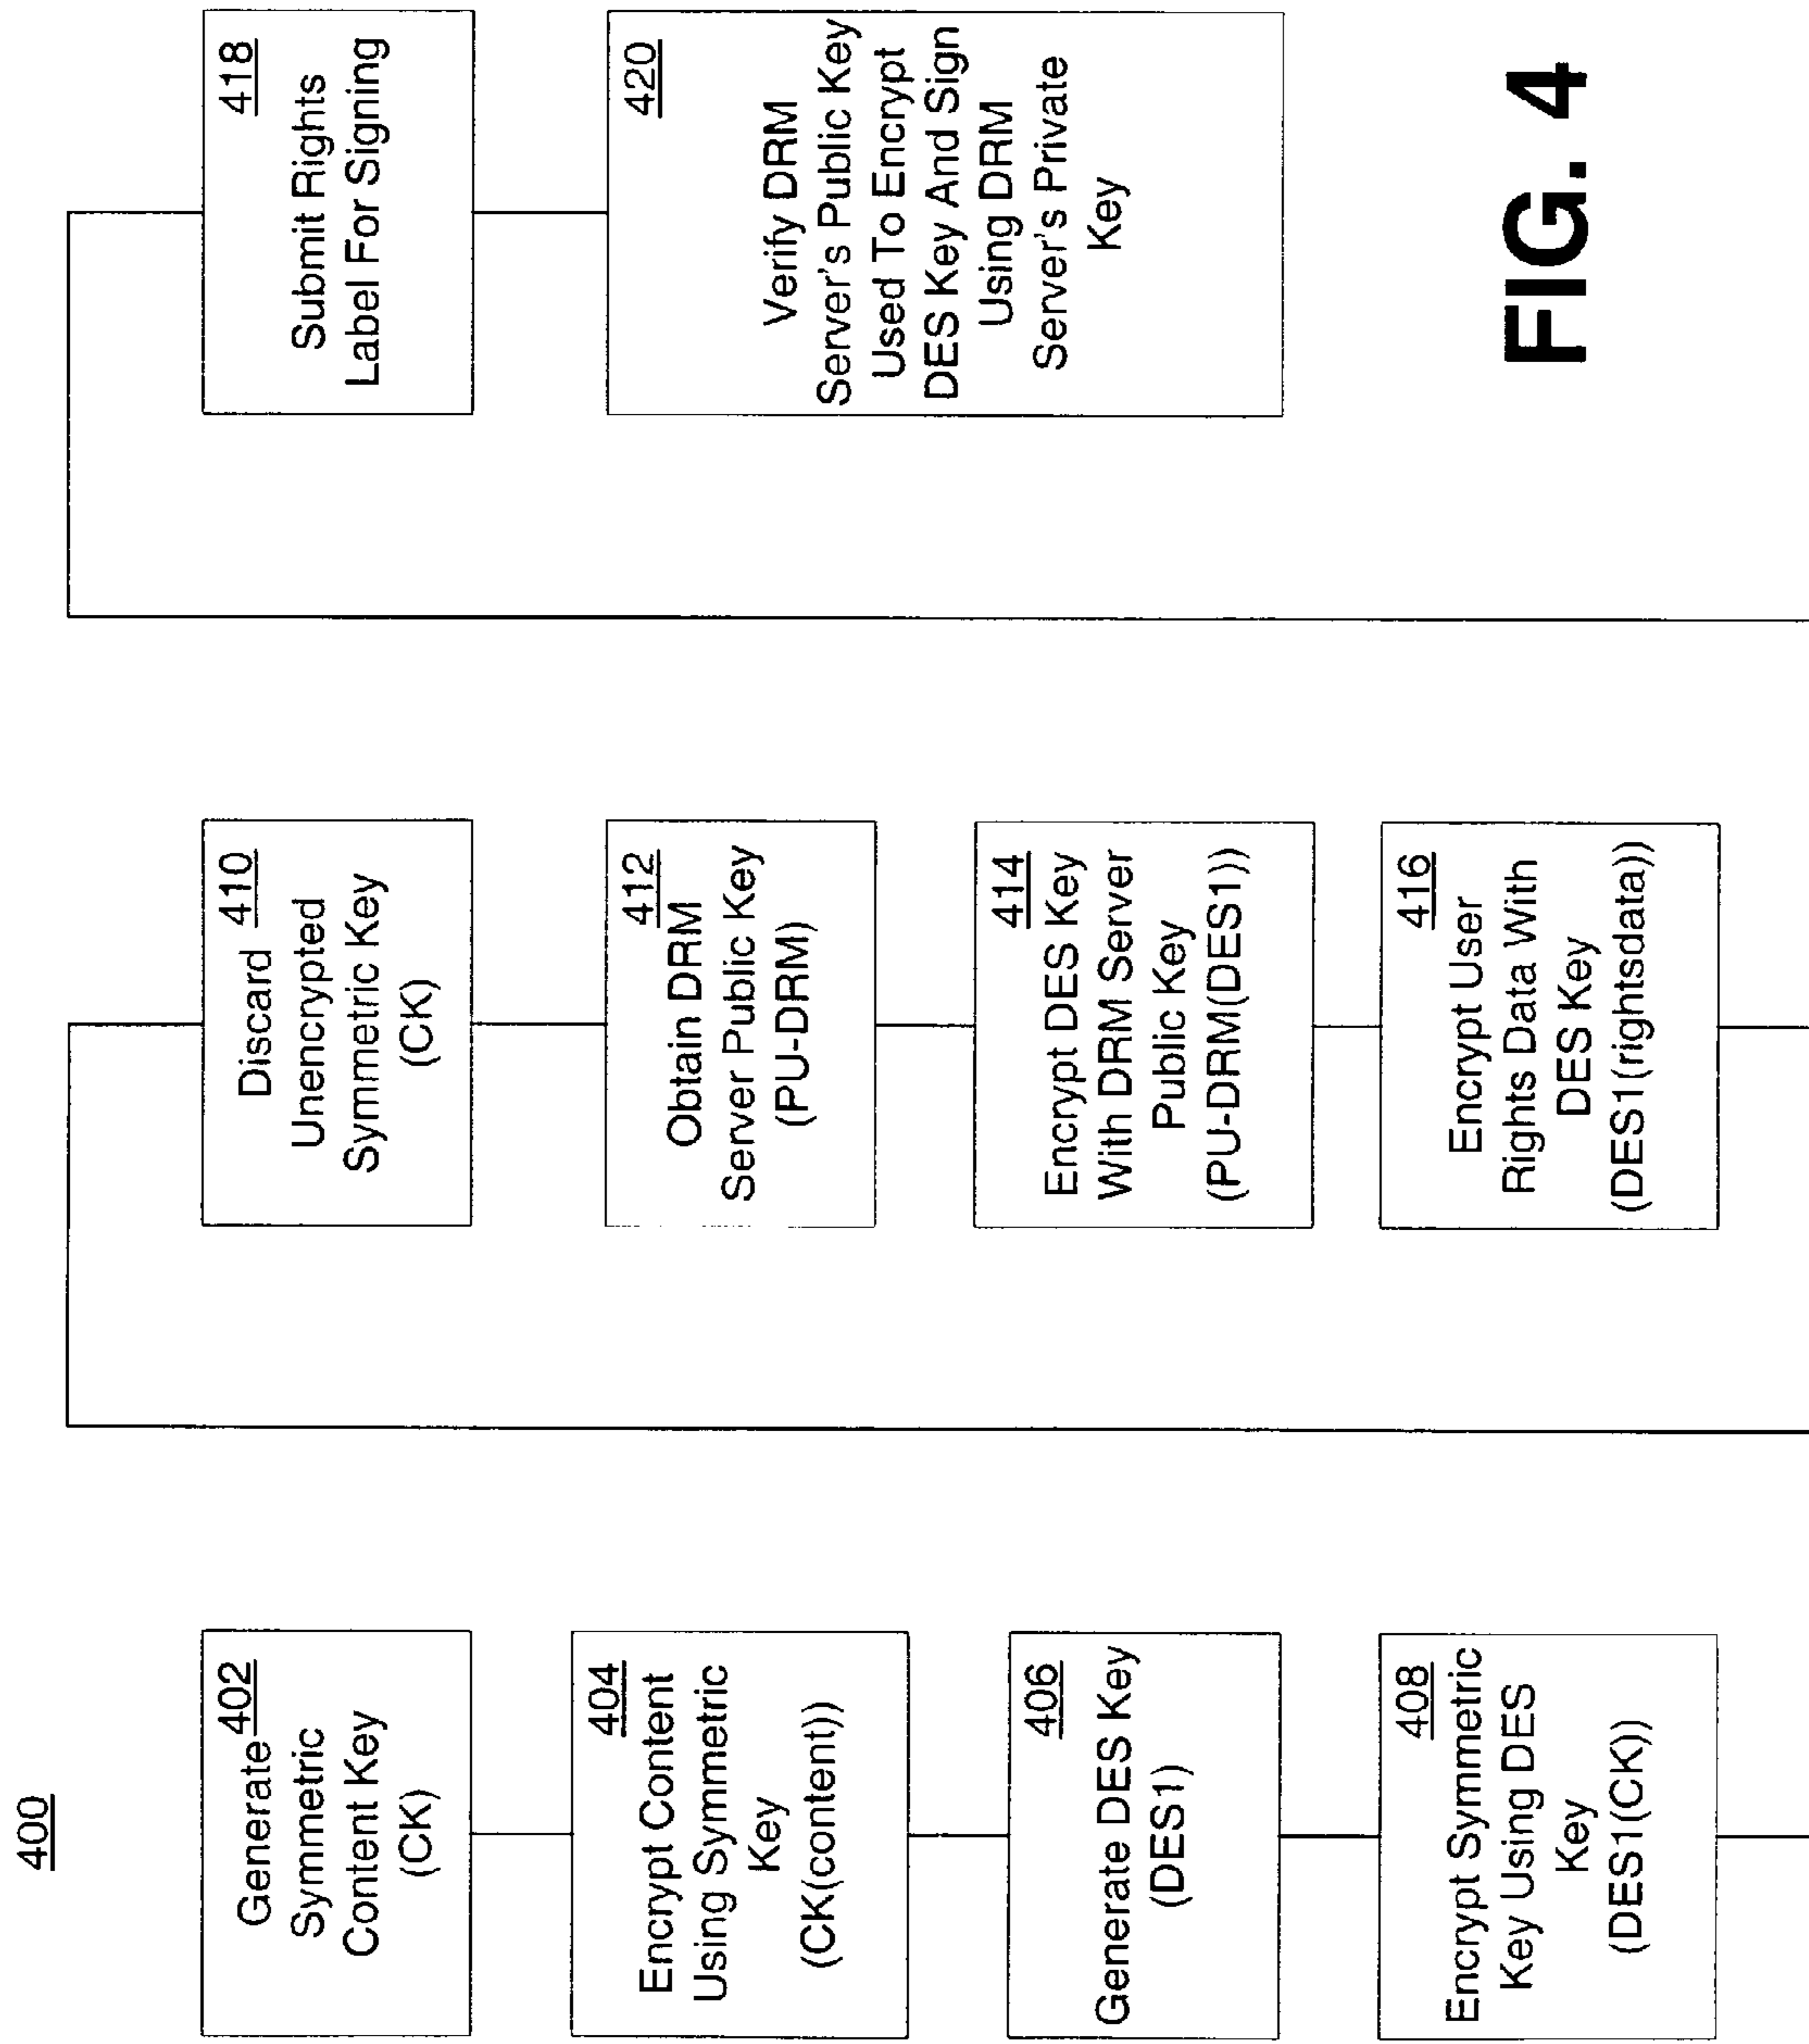 400
Generate 402
Symmetric
Content Key
(CK)
404
Encrypt Content
Using Symmetric
Key
(CK(content))
406
Generate DES Key
(DES1)
408
Encrypt Symmetric
Key Using DES
Key
(DES1(CK))
Discard 410
Unencrypted
Symmetric Key
(CK)
412
Obtain DRM
Server Public Key
(PU-DRM)
414
Encrypt DES Key
With DRM Server
Public Key
(PU-DRM(DES1))
416
Encrypt User
Rights Data With
DES Key
(DES1(rightsdata))
418
Submit Rights
Label For Signing
420
Verify DRM
Server's Public Key
Used To Encrypt
DES Key And Sign
Using DRM
Server's Private
Key
FIG. 4